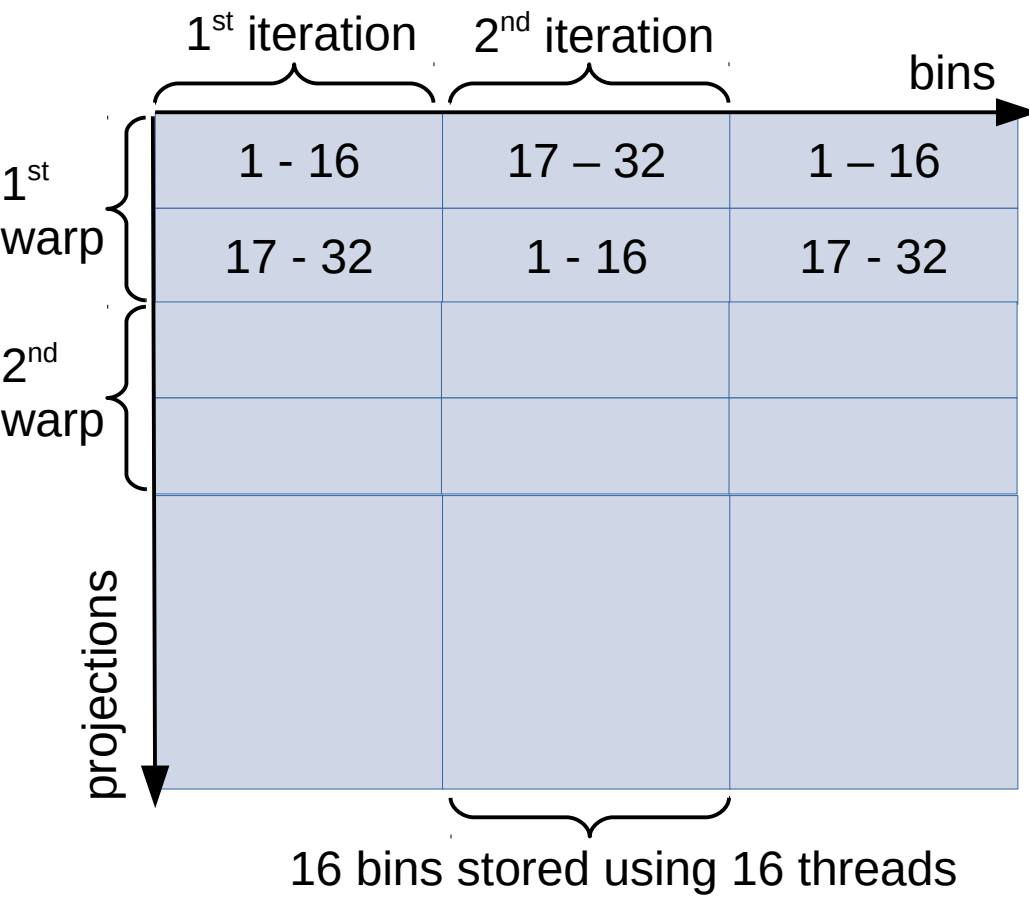 1st iteration
2nd iteration
bins
1st
warp
1 - 16
17 – 32
1 – 16
17 - 32
1 - 16
17 - 32
2nd
warp
projections
16 bins stored using 16 threads